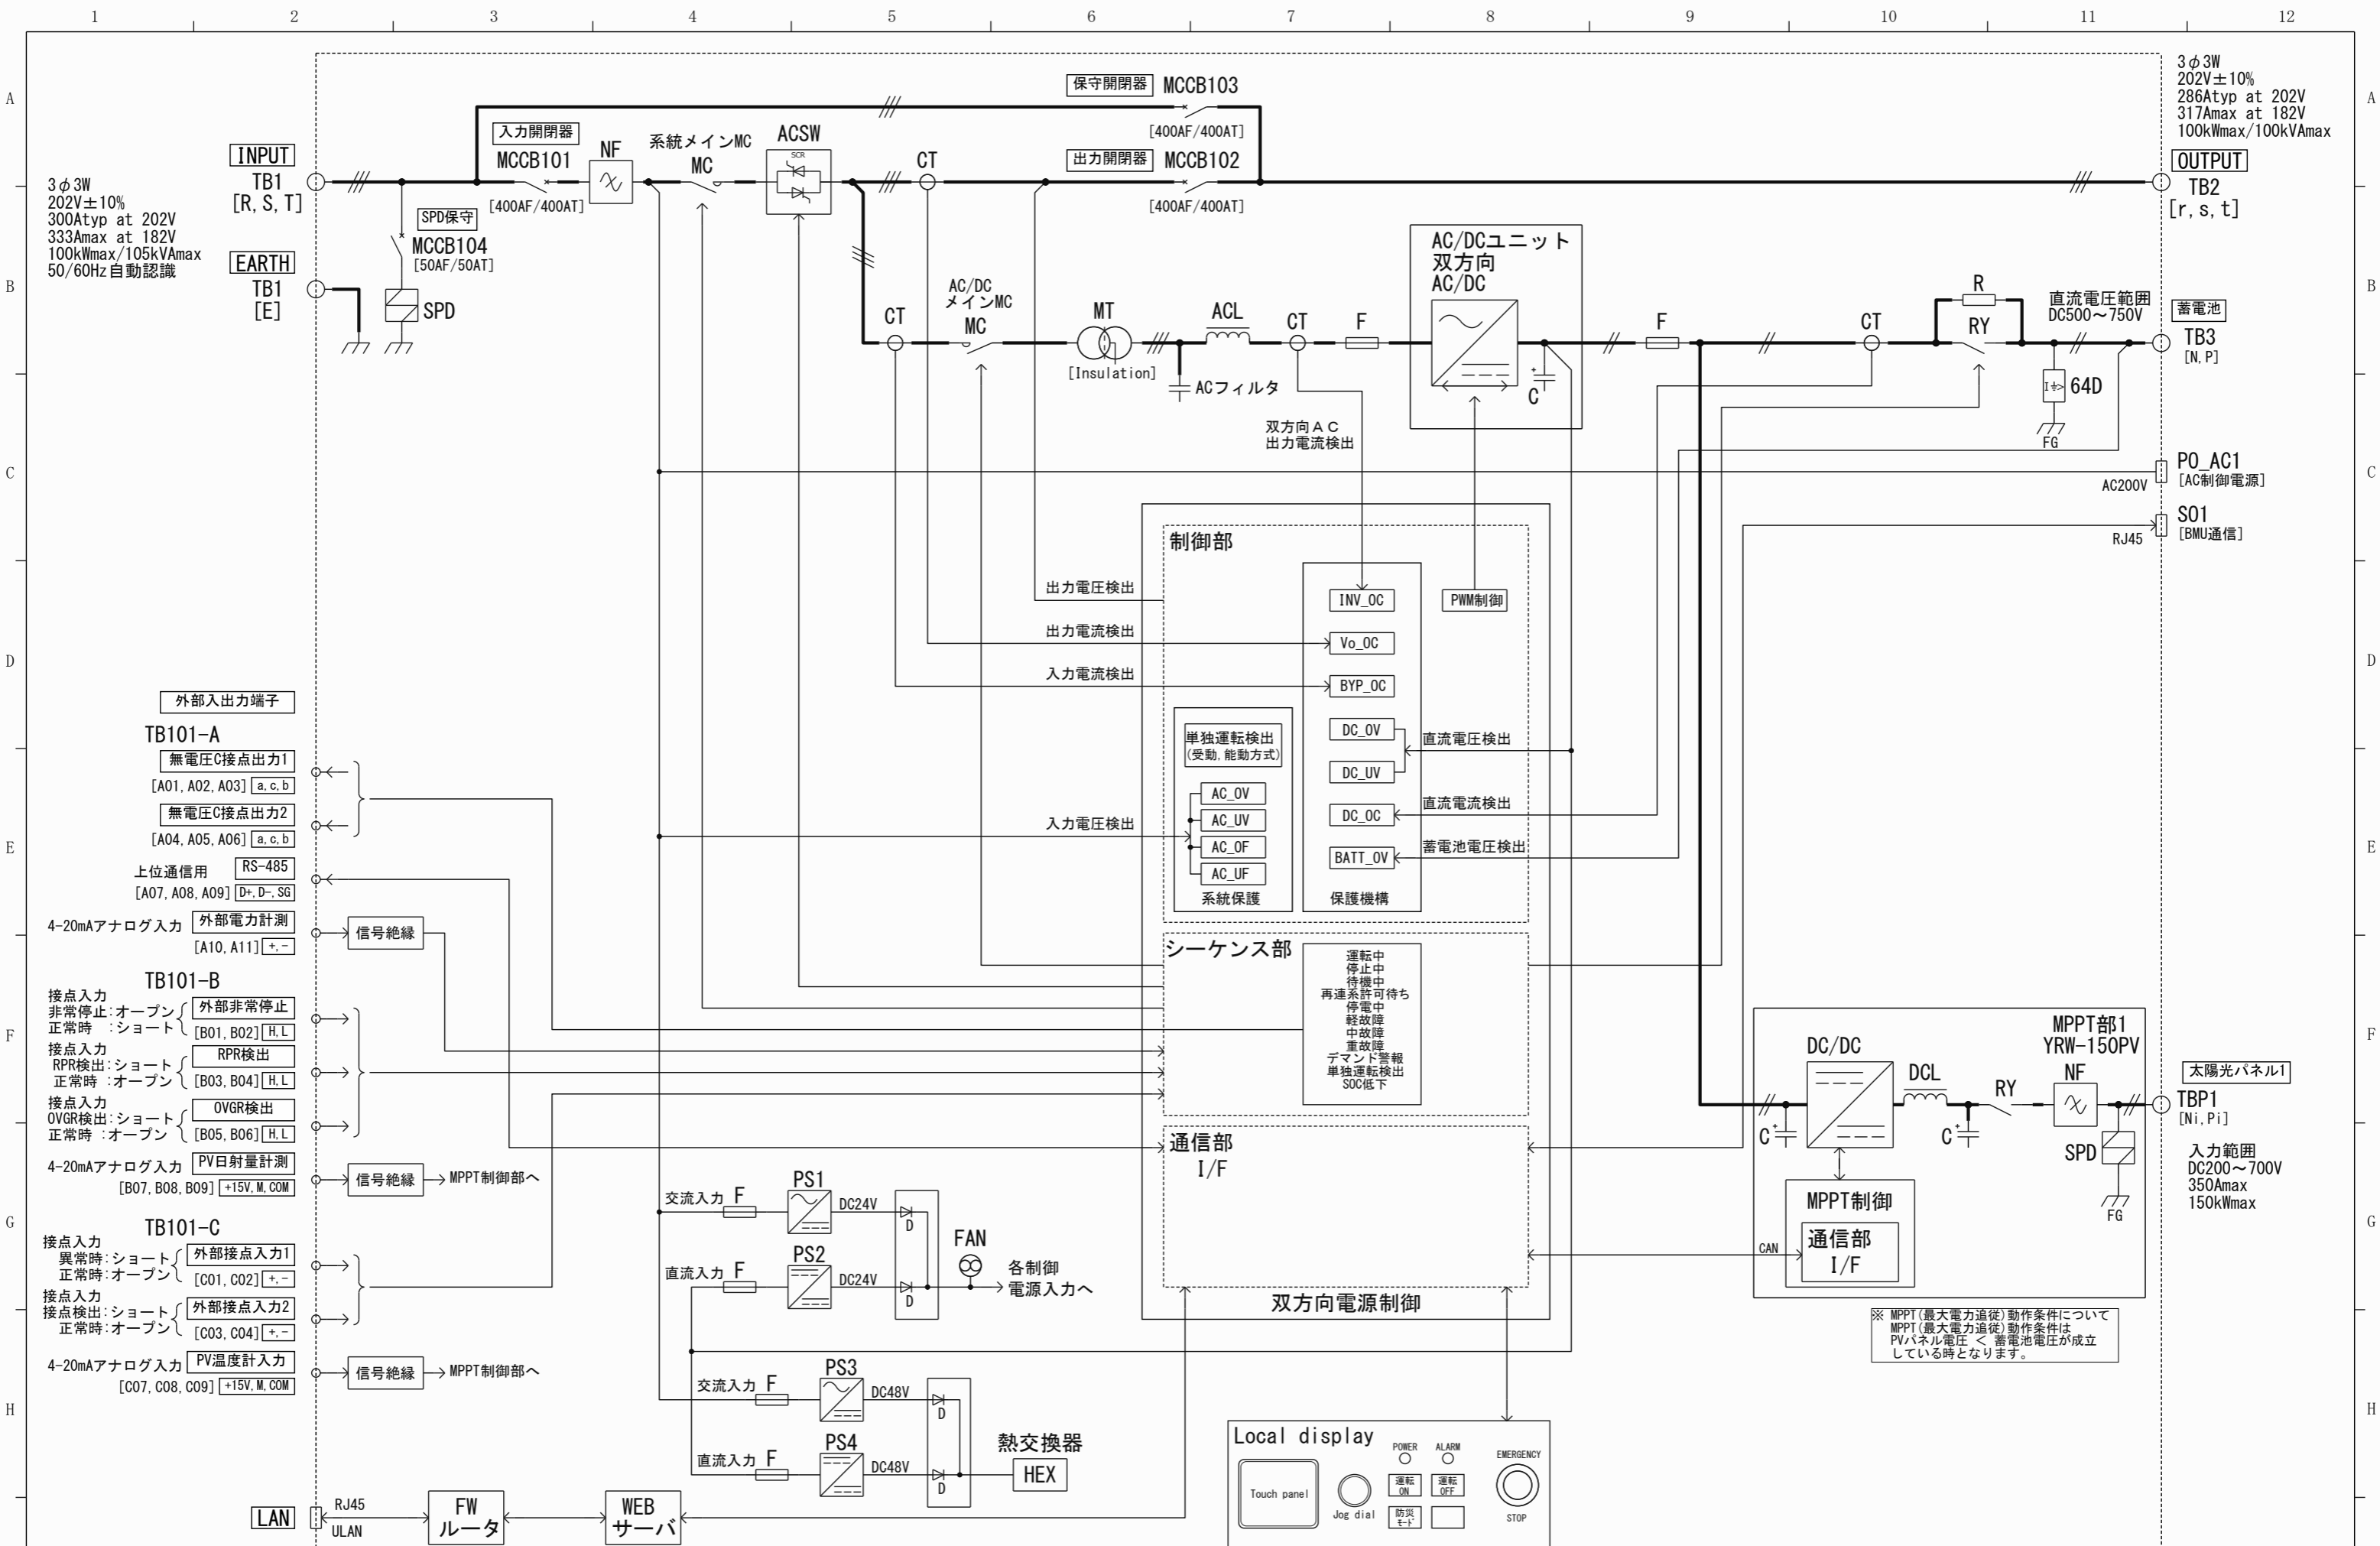 1 2 3 4 5 6 7 8 9 10 11 12
A
B
C
D
E
F
G
H
A
B
C
D
E
F
G
H
INPUT
TB1
[R, S, T]
3φ3W
202V±10%
300Atyp at 202V
333Amax at 182V
100kWmax/105kVAmax
50/60Hz自動認識
EARTH
TB1
[E]
SPD保守
MCCB104
[50AF/50AT]
SPD
入力開閉器
MCCB101
[400AF/400AT]
NF
系統メインMC
MC
ACSW
SCR
CT
保守開閉器 MCCB103
[400AF/400AT]
出力開閉器 MCCB102
[400AF/400AT]
3φ3W
202V±10%
286Atyp at 202V
317Amax at 182V
100kWmax/100kVAmax
OUTPUT
TB2
[r, s, t]
CT
AC/DC
メインMC
MC
MT
[Insulation]
ACL
ACフィルタ
CT
F
双方向AC
出力電流検出
AC/DCユニット
双方向
AC/DC
+
C
F
CT
R
RY
直流電圧範囲
DC500～750V
I⏚>
64D
FG
蓄電池
TB3
[N, P]
AC200V
PO_AC1
[AC制御電源]
RJ45
SO1
[BMU通信]
制御部
出力電圧検出
出力電流検出
入力電流検出
入力電圧検出
INV_OC
Vo_OC
BYP_OC
DC_OV
DC_UV
DC_OC
BATT_OV
保護機構
PWM制御
直流電圧検出
直流電流検出
蓄電池電圧検出
単独運転検出
(受動,能動方式)
AC_OV
AC_UV
AC_OF
AC_UF
系統保護
シーケンス部
運転中
停止中
待機中
再連系許可待ち
停電中
軽故障
中故障
重故障
デマンド警報
単独運転検出
SOC低下
通信部
I/F
双方向電源制御
外部入出力端子
TB101-A
無電圧C接点出力1
[A01, A02, A03] a, c, b
無電圧C接点出力2
[A04, A05, A06] a, c, b
上位通信用 RS-485
[A07, A08, A09] D+, D-, SG
4-20mAアナログ入力 外部電力計測
[A10, A11] +, -
信号絶縁
TB101-B
接点入力
非常停止:オープン
正常時 :ショート
外部非常停止
[B01, B02] H, L
接点入力
RPR検出:ショート
正常時 :オープン
RPR検出
[B03, B04] H, L
接点入力
OVGR検出:ショート
正常時 :オープン
OVGR検出
[B05, B06] H, L
4-20mAアナログ入力 PV日射量計測
[B07, B08, B09] +15V, M, COM
信号絶縁 MPPT制御部へ
TB101-C
接点入力
異常時:ショート
正常時:オープン
外部接点入力1
[C01, C02] +, -
接点入力
接点検出:ショート
正常時:オープン
外部接点入力2
[C03, C04] +, -
4-20mAアナログ入力 PV温度計入力
[C07, C08, C09] +15V, M, COM
信号絶縁 MPPT制御部へ
交流入力 F PS1 DC24V D
直流入力 F PS2 DC24V D
FAN
各制御
電源入力へ
交流入力 F PS3 DC48V D
直流入力 F PS4 DC48V D
熱交換器
HEX
LAN
RJ45
ULAN
FW
ルータ
WEB
サーバ
MPPT部1
YRW-150PV
DC/DC
C
+
DCL
C
+
RY
NF
SPD
FG
MPPT制御
通信部
I/F
CAN
太陽光パネル1
TBP1
[Ni, Pi]
入力範囲
DC200～700V
350Amax
150kWmax
※ MPPT(最大電力追従)動作条件について
MPPT(最大電力追従)動作条件は
PVパネル電圧 < 蓄電池電圧が成立
している時となります。
Local display
Touch panel
Jog dial
POWER
ALARM
運転
ON
運転
OFF
防災
ﾓｰﾄﾞ
EMERGENCY
STOP